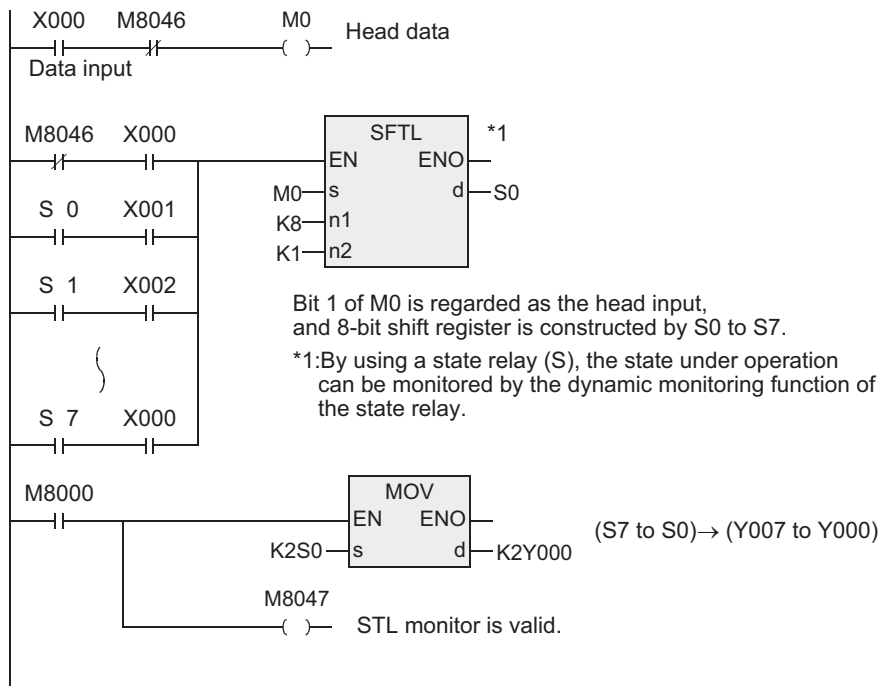 X000 M8046 M0
Head data
Data input
M8046 X000 SFTL *1
EN ENO
M0 s d S0
S 0 X001
K8 n1
K1 n2
S 1 X002
Bit 1 of M0 is regarded as the head input,
and 8-bit shift register is constructed by S0 to S7.
*1:By using a state relay (S), the state under operation
can be monitored by the dynamic monitoring function of
the state relay.
S 7 X000
M8000 MOV
EN ENO
(S7 to S0)→ (Y007 to Y000)
K2S0 s d K2Y000
M8047
STL monitor is valid.